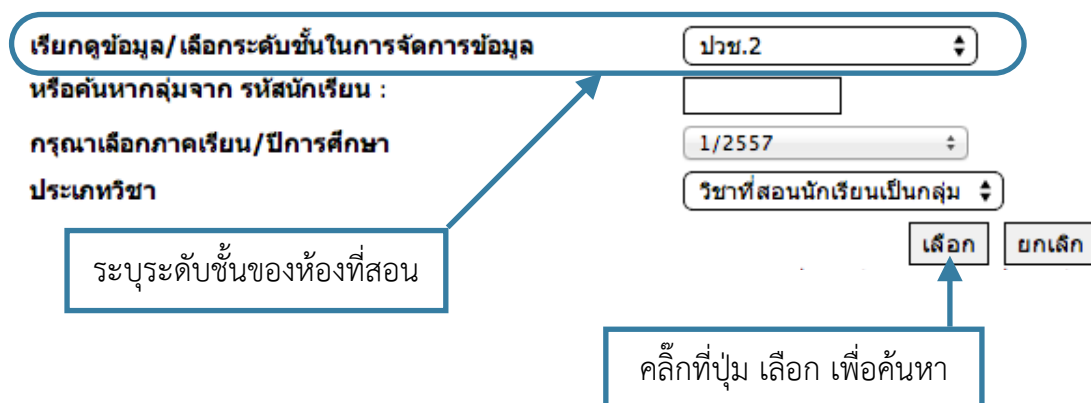 เรียกดูข้อมูล/เลือกระดับชั้นในการจัดการข้อมูล ปวช.2
หรือค้นหากลุ่มจาก รหัสนักเรียน :
กรุณาเลือกภาคเรียน/ปีการศึกษา 1/2557
ประเภทวิชา วิชาที่สอนนักเรียนเป็นกลุ่ม
เลือก ยกเลิก
ระบุระดับชั้นของห้องที่สอน
คลิ๊กที่ปุ่ม เลือก เพื่อค้นหา